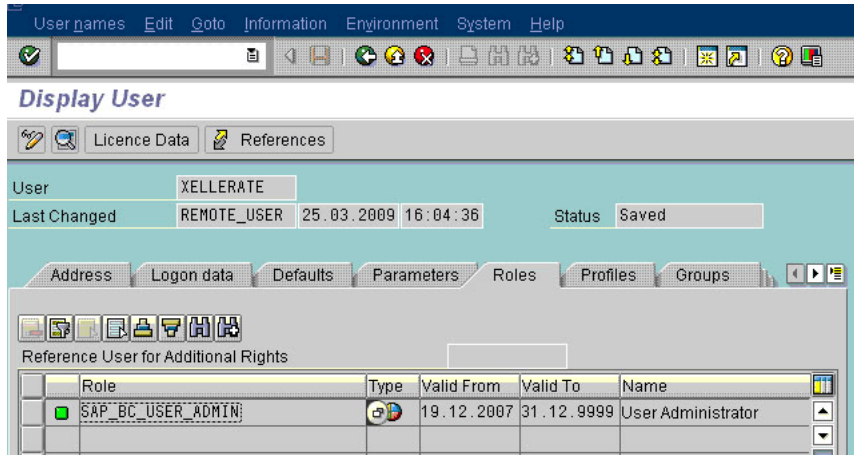 User names Edit Goto Information Environment System Help
Display User
Licence Data References
User XELLERATE
Last Changed REMOTE_USER 25.03.2009 16:04:36 Status Saved
Address Logon data Defaults Parameters Roles Profiles Groups
Reference User for Additional Rights
Role Type Valid From Valid To Name
SAP_BC_USER_ADMIN 19.12.2007 31.12.9999 User Administrator